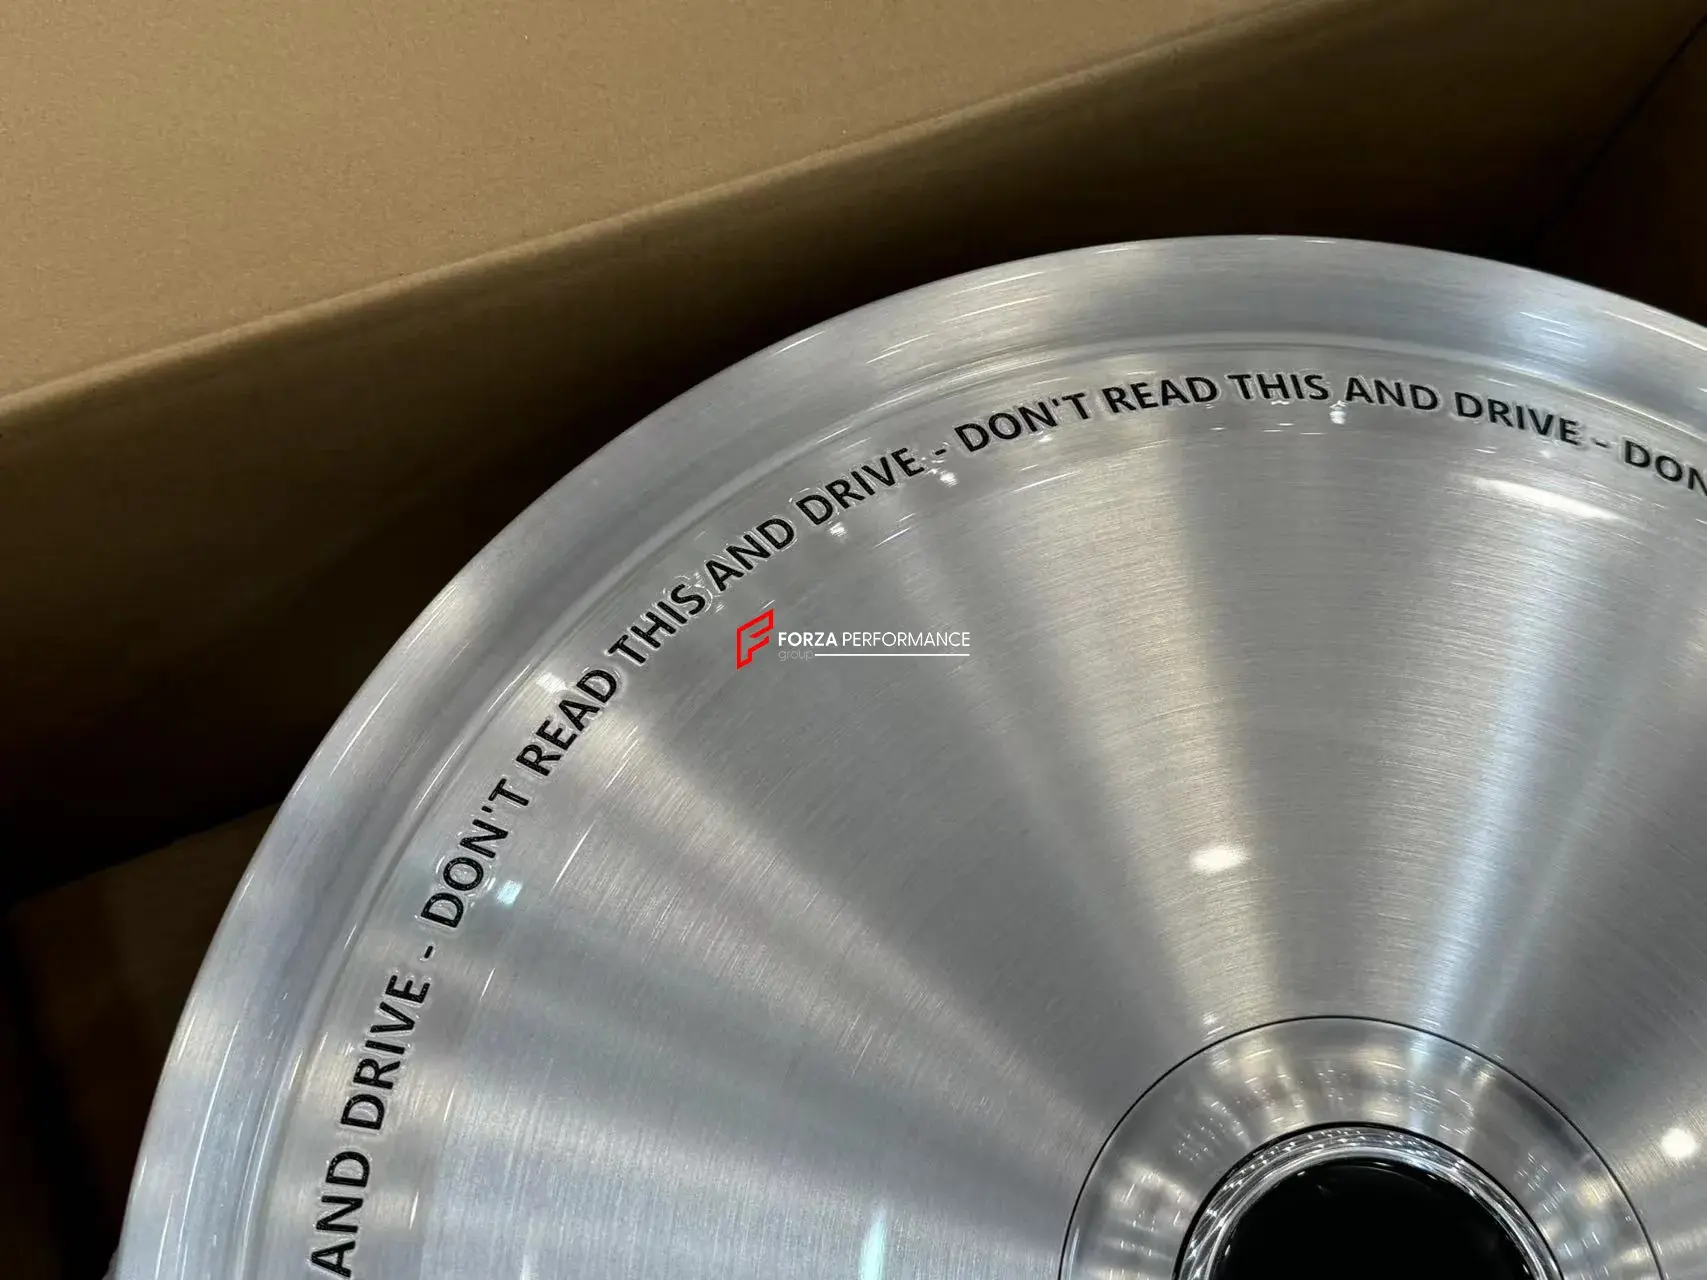 AND DRIVE - DON'T READ THIS AND DRIVE - DON'T READ THIS AND DRIVE - DON
FORZA PERFORMANCE
group